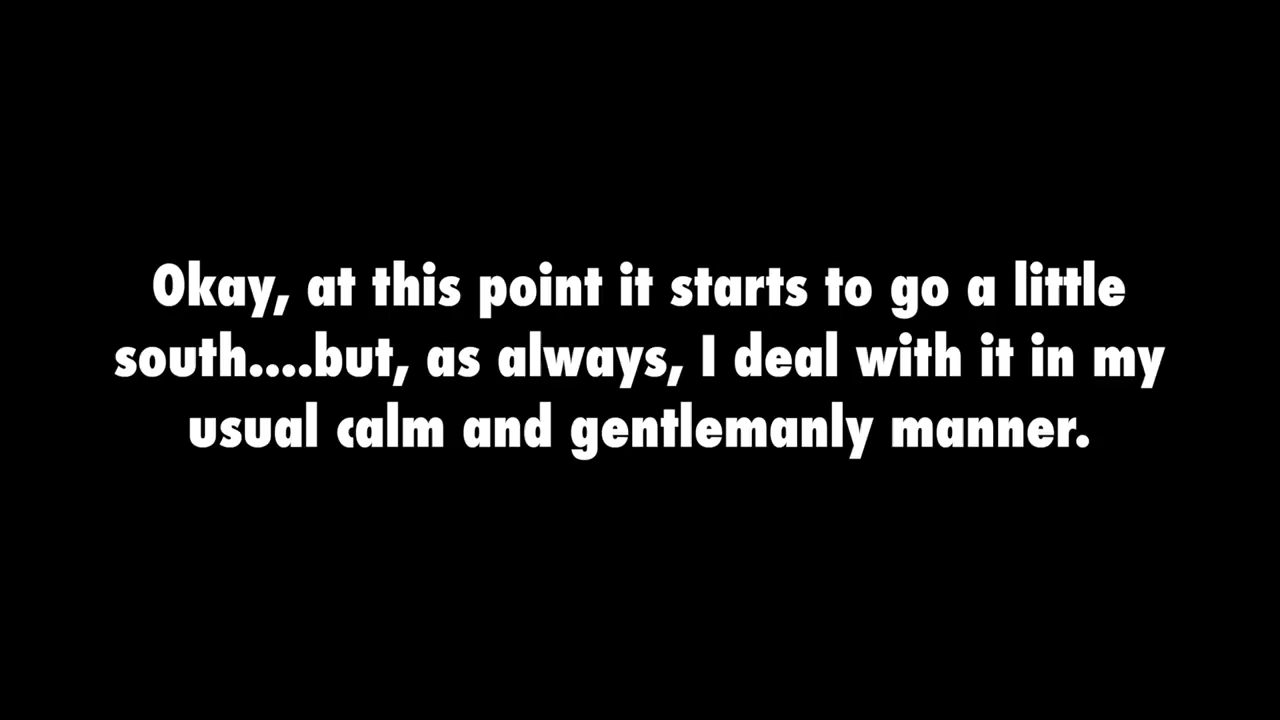 Okay, at this point it starts to go a little
south....but, as always, I deal with it in my
usual calm and gentlemanly manner.